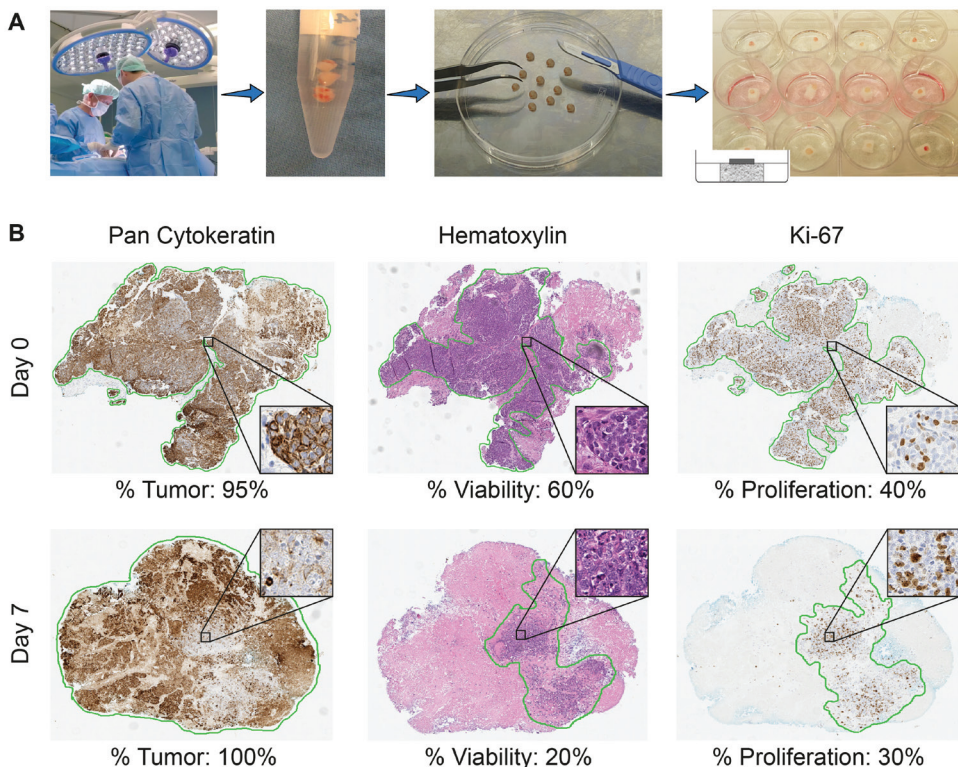 A
B
Pan Cytokeratin
Hematoxylin
Ki-67
Day 0
% Tumor: 95%
% Viability: 60%
% Proliferation: 40%
Day 7
% Tumor: 100%
% Viability: 20%
% Proliferation: 30%